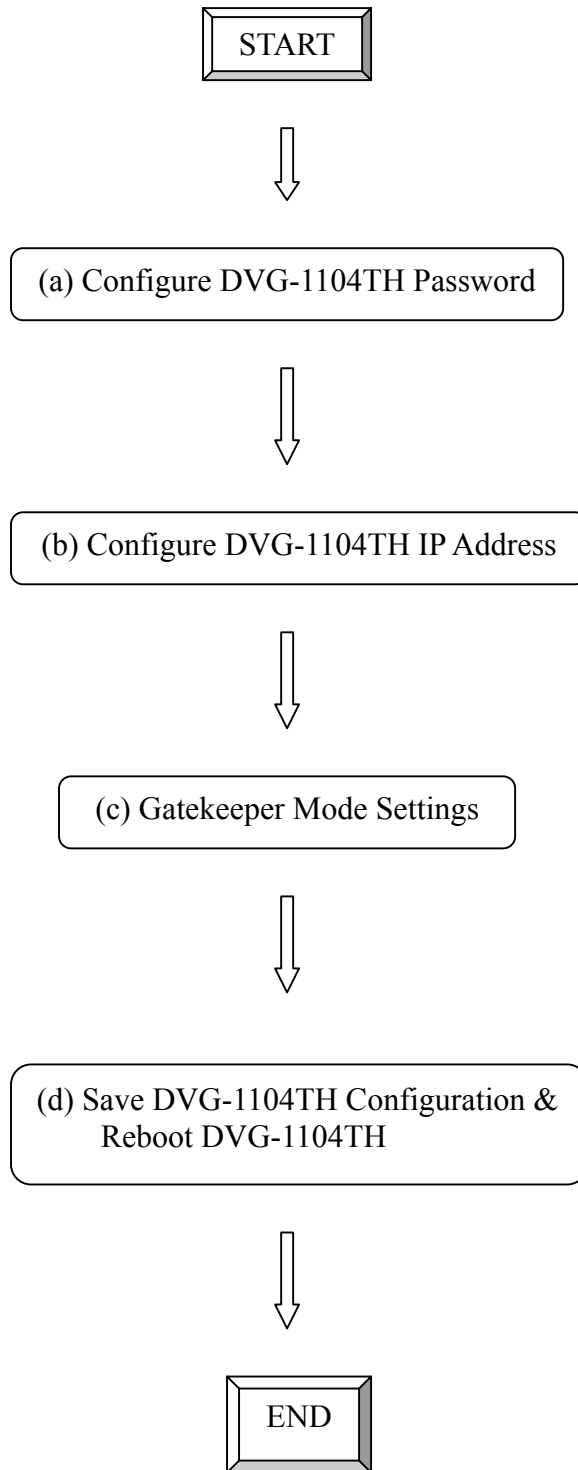 START
(a) Configure DVG-1104TH Password
(b) Configure DVG-1104TH IP Address
(c) Gatekeeper Mode Settings
(d) Save DVG-1104TH Configuration &
Reboot DVG-1104TH
END